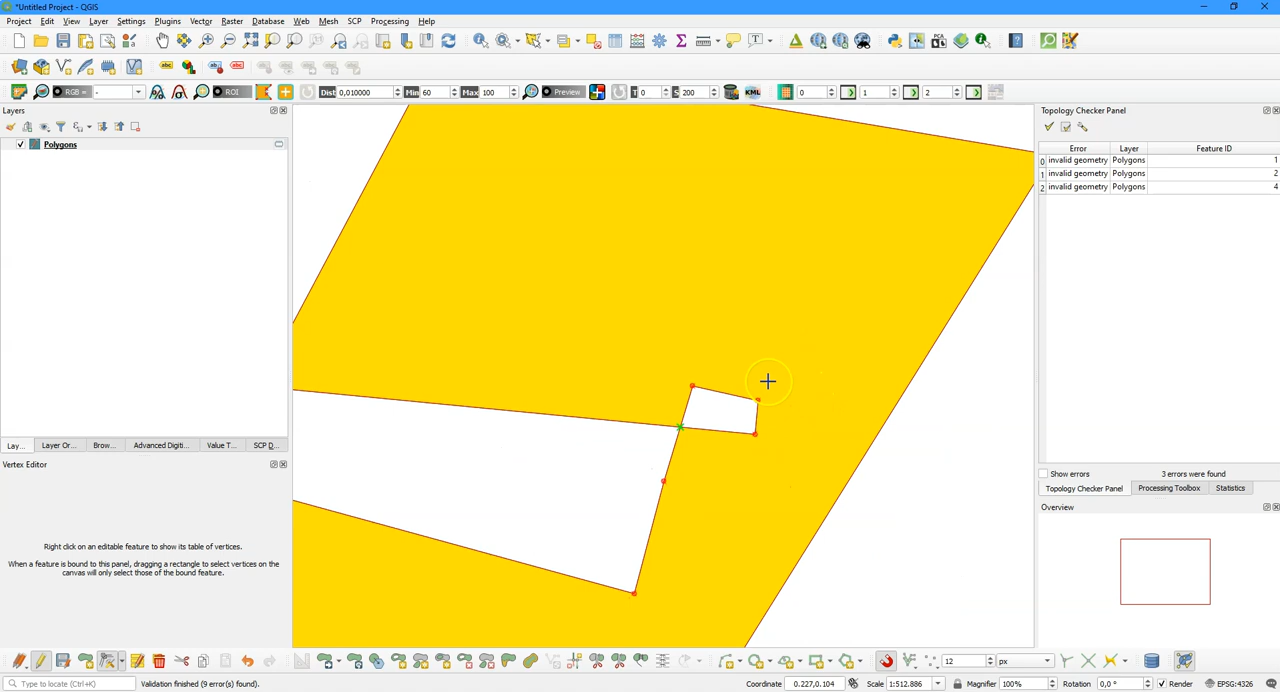 *Untitled Project - QGIS
Project Edit View Layer Settings Plugins Vector Raster Database Web Mesh SCP Processing Help
RGB = - ROI Dist 0,010000 Min 60 Max 100 Preview T 0 S 200 KML 0 1 2
Layers
Polygons
Lay... Layer Or... Brow... Advanced Digiti... Value T... SCP D...
Vertex Editor
Right click on an editable feature to show its table of vertices.
When a feature is bound to this panel, dragging a rectangle to select vertices on the
canvas will only select those of the bound feature.
Topology Checker Panel
Error Layer Feature ID
0 invalid geometry Polygons 1
1 invalid geometry Polygons 2
2 invalid geometry Polygons 4
Show errors 3 errors were found
Topology Checker Panel Processing Toolbox Statistics
Overview
12 px
Type to locate (Ctrl+K) Validation finished (9 error(s) found). Coordinate 0.227,0.104 Scale 1:512.886 Magnifier 100% Rotation 0,0 ° Render EPSG:4326